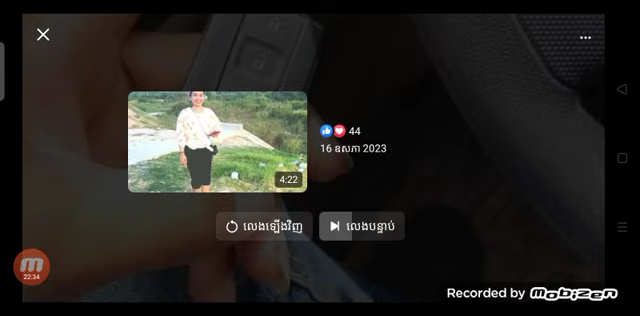 44
16 ឧសភា 2023
4:22
លេងឡើងវិញ
លេងបន្ទាប់
22:34
Recorded by mobizen